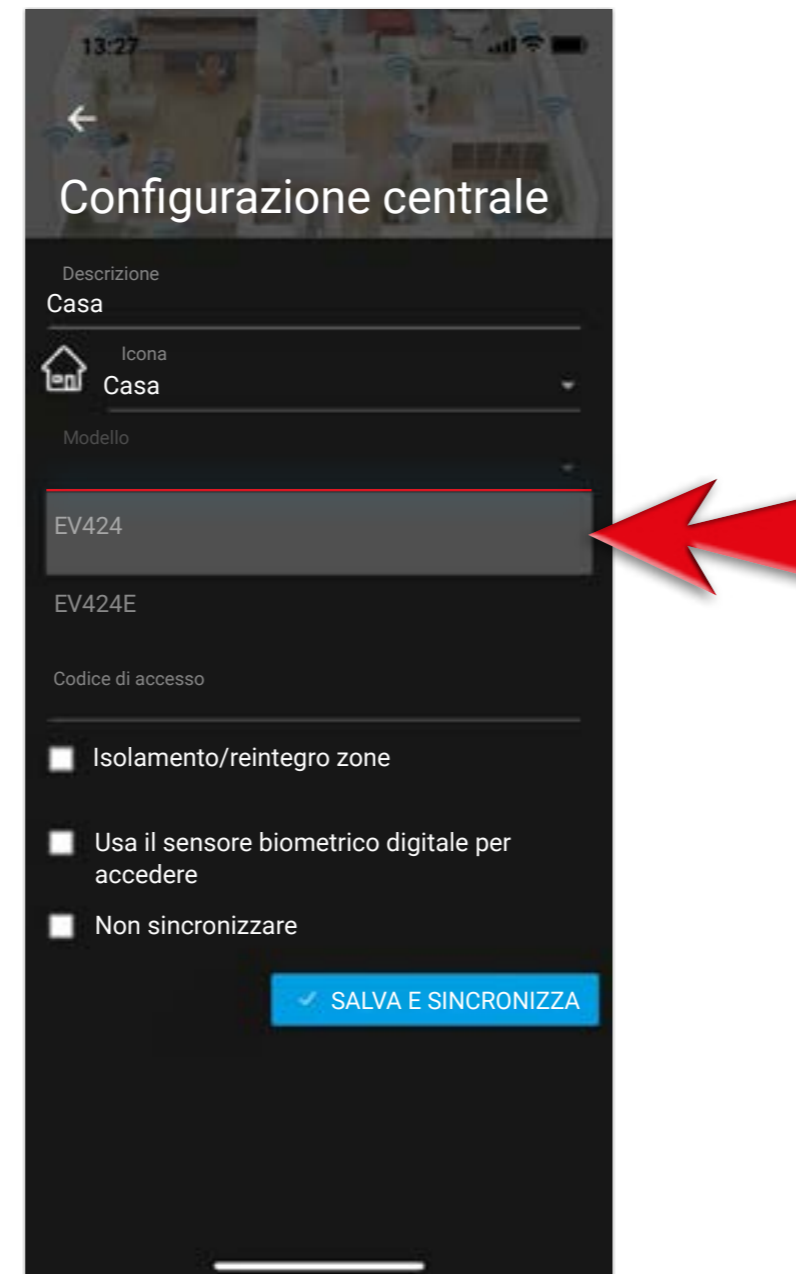 13:27
Configurazione centrale
Descrizione
Casa
Icona
Casa
Modello
EV424
EV424E
Codice di accesso
Isolamento/reintegro zone
Usa il sensore biometrico digitale per
accedere
Non sincronizzare
SALVA E SINCRONIZZA